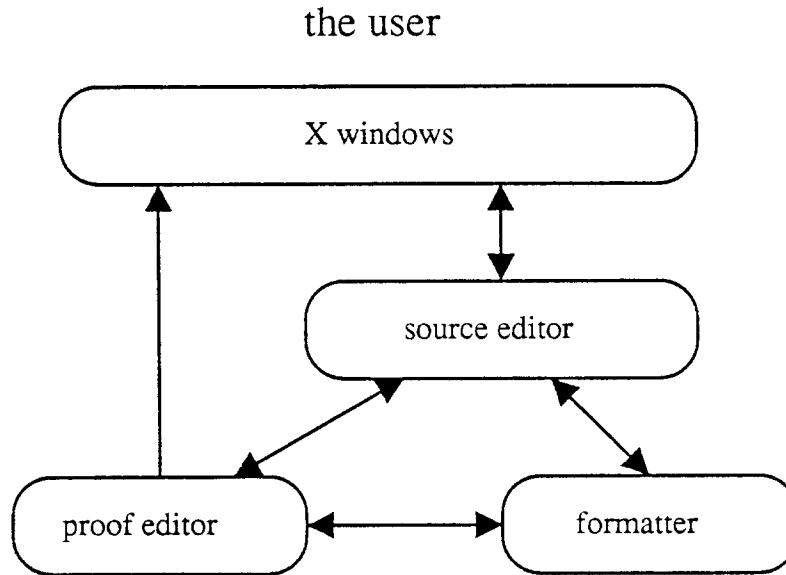 the user
X windows
source editor
proof editor
formatter